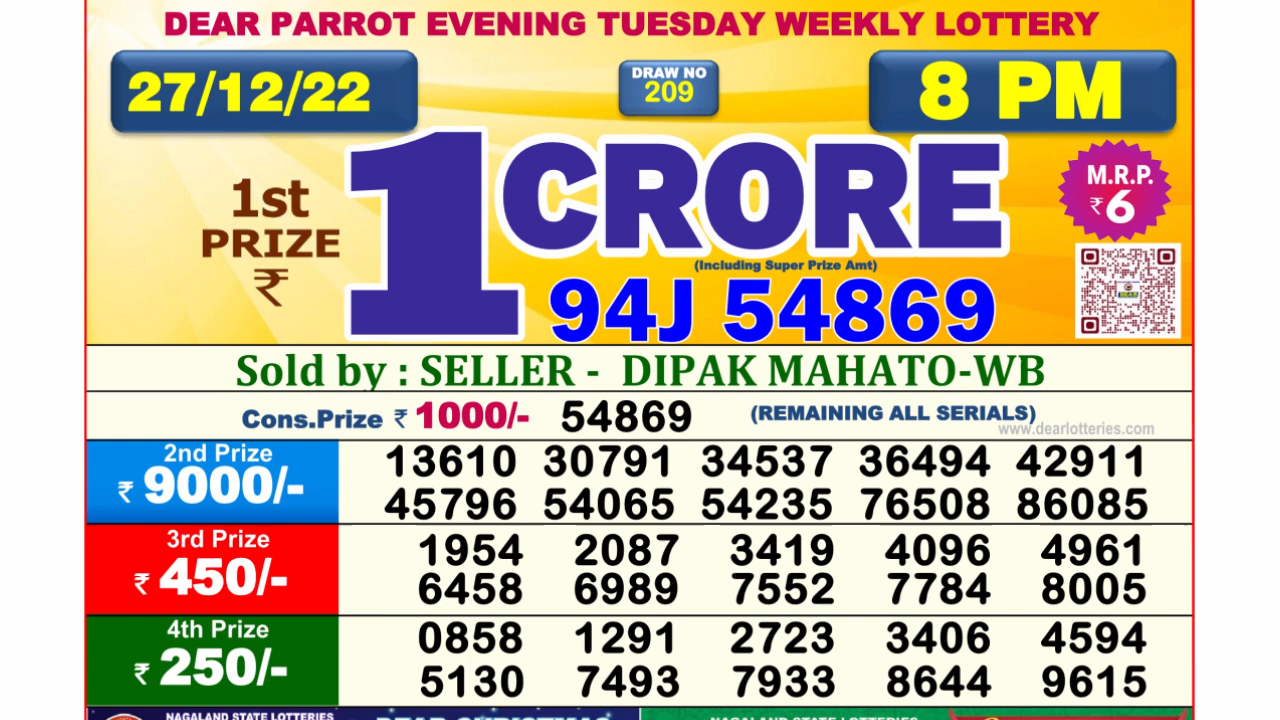 DEAR PARROT EVENING TUESDAY WEEKLY LOTTERY
27/12/22
DRAW NO
209
8 PM
1st
PRIZE
₹
1 CRORE
(Including Super Prize Amt)
M.R.P.
₹6
94J 54869
Sold by : SELLER - DIPAK MAHATO-WB
Cons.Prize ₹ 1000/- 54869 (REMAINING ALL SERIALS)
www.dearlotteries.com
2nd Prize
₹ 9000/-
13610 30791 34537 36494 42911
45796 54065 54235 76508 86085
3rd Prize
₹ 450/-
1954 2087 3419 4096 4961
6458 6989 7552 7784 8005
4th Prize
₹ 250/-
0858 1291 2723 3406 4594
5130 7493 7933 8644 9615
NAGALAND STATE LOTTERIES
DEAR CHRISTMAS
NAGALAND STATE LOTTERIES